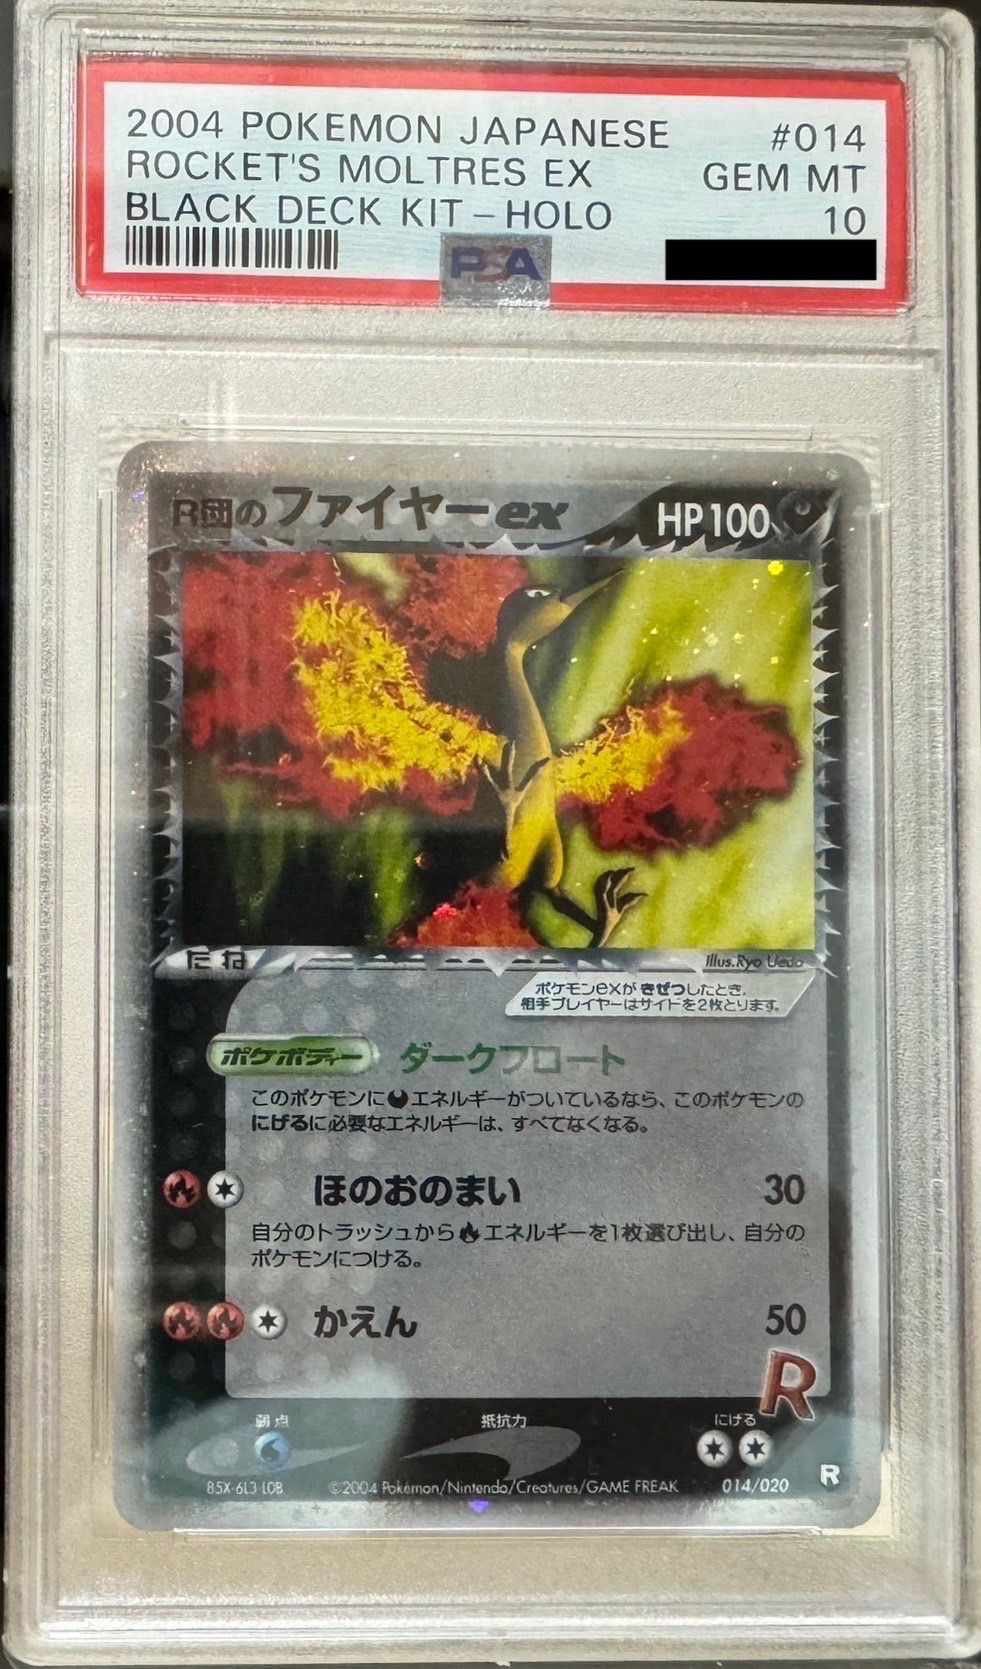 2004 POKEMON JAPANESE #014
ROCKET'S MOLTRES EX GEM MT
BLACK DECK KIT - HOLO 10
PSA
R団のファイヤーex HP100
たね
Illus.Ryo Ueda
ポケモンexがきぜつしたとき、
相手プレイヤーはサイドを2枚とります。
ポケボディー ダークフロート
このポケモンにエネルギーがついているなら、このポケモンの
にげるに必要なエネルギーは、すべてなくなる。
ほのおのまい 30
自分のトラッシュからエネルギーを1枚選び出し、自分の
ポケモンにつける。
かえん 50
R
弱点 抵抗力 にげる
85X-6L3 LOB ©2004 Pokémon/Nintendo/Creatures/GAME FREAK 014/020 R